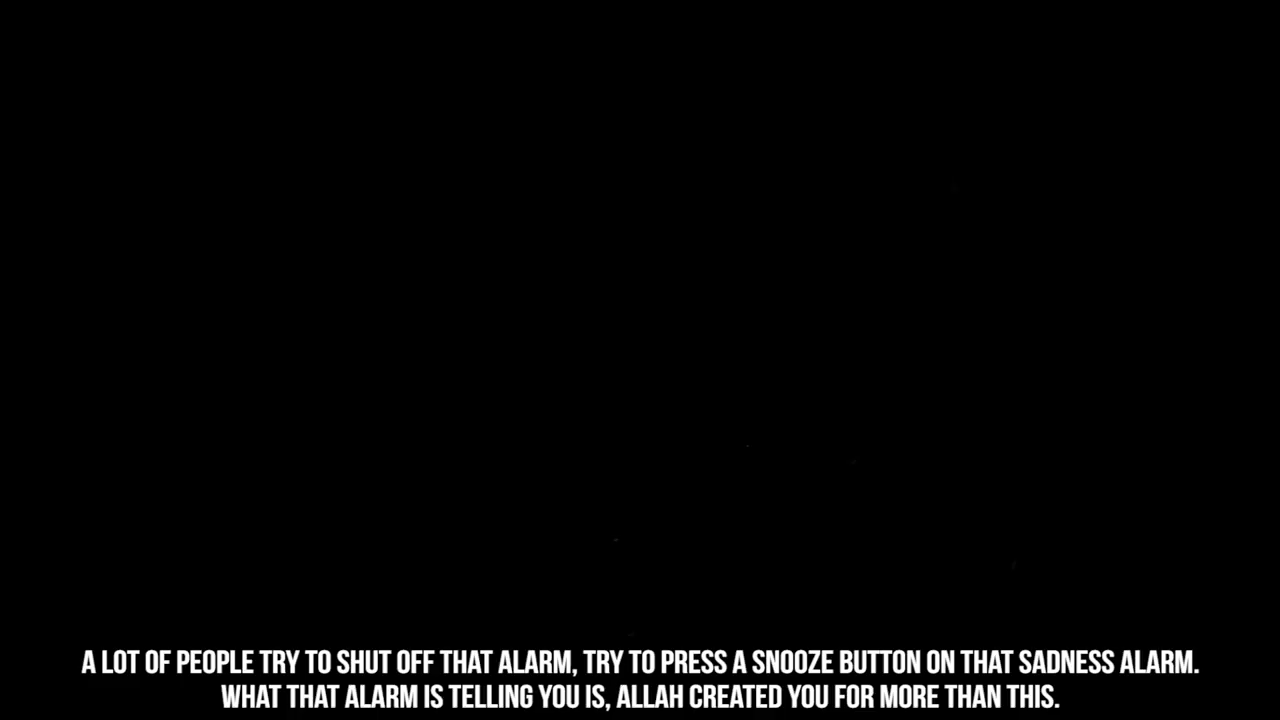 A LOT OF PEOPLE TRY TO SHUT OFF THAT ALARM, TRY TO PRESS A SNOOZE BUTTON ON THAT SADNESS ALARM.
WHAT THAT ALARM IS TELLING YOU IS, ALLAH CREATED YOU FOR MORE THAN THIS.